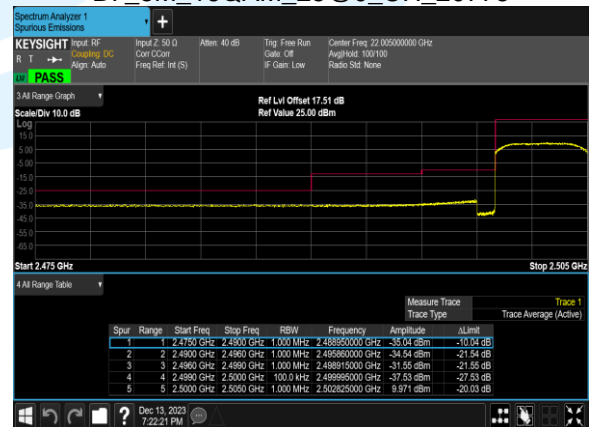 Spectrum Analyzer 1
Spurious Emissions
KEYSIGHT Input: RF Input Z: 50 Ω Atten: 40 dB Trig: Free Run Center Freq: 22.005000000 GHz
R T Coupling: DC Corr CCorr Gate: Off Avg|Hold: 100/100
Align: Auto Freq Ref: Int (S) IF Gain: Low Radio Std: None
PASS
3 All Range Graph
Ref Lvl Offset 17.51 dB
Scale/Div 10.0 dB Ref Value 25.00 dBm
Log
15.0
5.00
-5.00
-15.0
-25.0
-35.0
-45.0
-55.0
-65.0
Start 2.475 GHz Stop 2.505 GHz
4 All Range Table
Measure Trace Trace 1
Trace Type Trace Average (Active)
Spur Range Start Freq Stop Freq RBW Frequency Amplitude ΔLimit
1 1 2.4750 GHz 2.4900 GHz 1.000 MHz 2.488950000 GHz -35.04 dBm -10.04 dB
2 2 2.4900 GHz 2.4960 GHz 1.000 MHz 2.495860000 GHz -34.54 dBm -21.54 dB
3 3 2.4960 GHz 2.4990 GHz 1.000 MHz 2.498915000 GHz -31.55 dBm -21.55 dB
4 4 2.4990 GHz 2.5000 GHz 100.0 kHz 2.499995000 GHz -37.53 dBm -27.53 dB
5 5 2.5000 GHz 2.5050 GHz 1.000 MHz 2.502825000 GHz 9.971 dBm -20.03 dB
Dec 13, 2023
7:22:21 PM